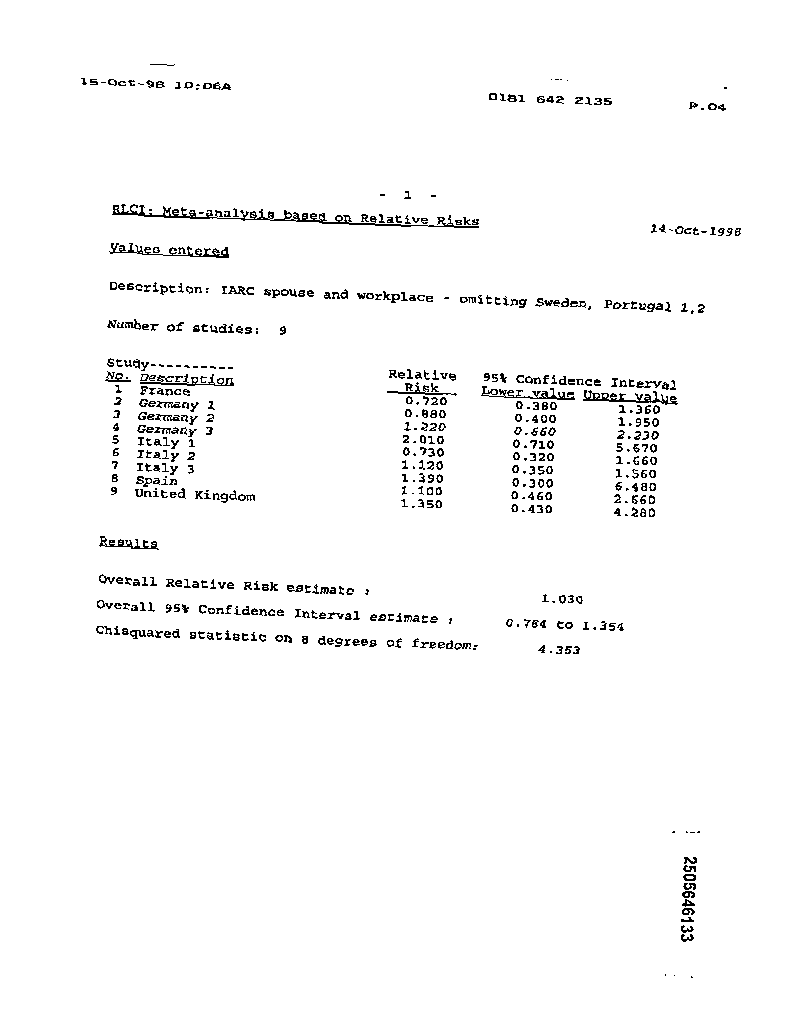 15-Oct-98 10:06A
0181 642 2135
P.04
- 1 -
RLCI: Meta-analysis based on Relative Risks
14-Oct-1998
Values entered
Description: IARC spouse and workplace - omitting Sweden, Portugal 1,2
Number of studies: 9
Study----------
Relative 95% Confidence Interval
No. Description Risk Lower value Upper value
1 France 0.720 0.380 1.360
2 Germany 1 0.880 0.400 1.950
3 Germany 2 1.220 0.660 2.230
4 Germany 3 2.010 0.710 5.670
5 Italy 1 0.730 0.320 1.660
6 Italy 2 1.120 0.350 1.560
7 Italy 3 1.390 0.300 6.480
8 Spain 1.100 0.460 2.660
9 United Kingdom 1.350 0.430 4.280
Results
Overall Relative Risk estimate : 1.030
Overall 95% Confidence Interval estimate : 0.784 to 1.354
Chisquared statistic on 8 degrees of freedom: 4.353
2505646133